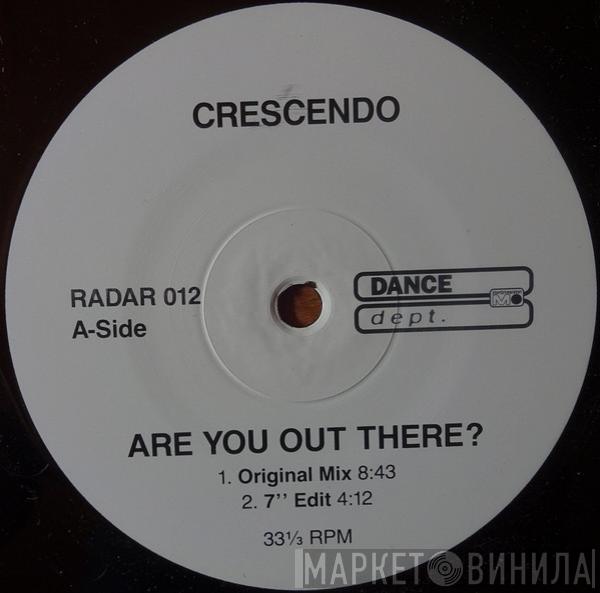 CRESCENDO
RADAR 012
A-Side
DANCE
dept.
ARE YOU OUT THERE?
1. Original Mix 8:43
2. 7’’ Edit 4:12
33⅓ RPM
МАРКЕТ ВИНИЛА